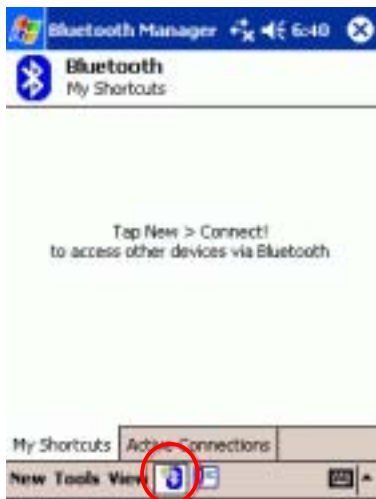 Bluetooth Manager 6:40
Bluetooth
My Shortcuts
Tap New > Connect!
to access other devices via Bluetooth
My Shortcuts Active Connections
New Tools View